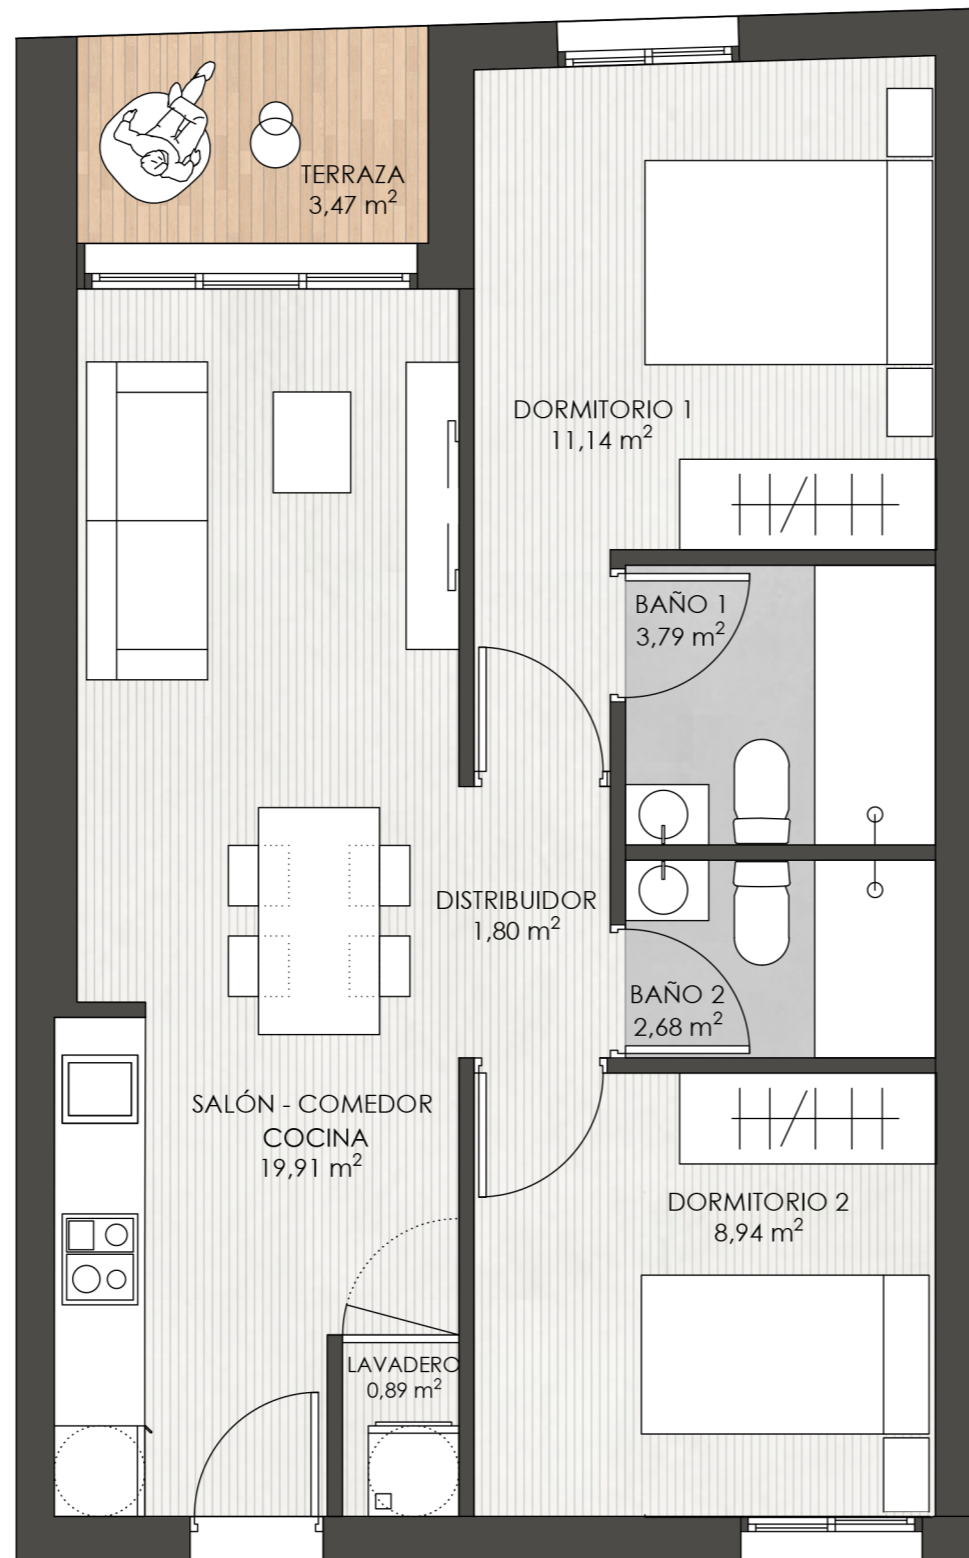 TERRAZA
3,47 m²
DORMITORIO 1
11,14 m²
BAÑO 1
3,79 m²
DISTRIBUIDOR
1,80 m²
BAÑO 2
2,68 m²
SALÓN - COMEDOR
COCINA
19,91 m²
DORMITORIO 2
8,94 m²
LAVADERO
0,89 m²